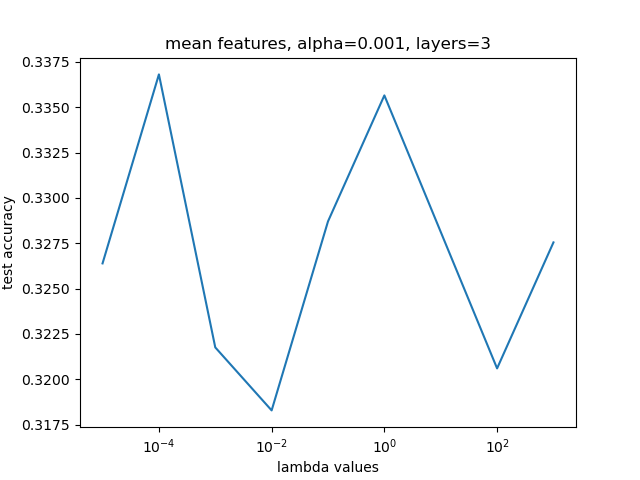 mean features, alpha=0.001, layers=3
0.3375
0.3350
0.3325
0.3300
0.3275
0.3250
0.3225
0.3200
0.3175
test accuracy
10⁻⁴ 10⁻² 10⁰ 10²
lambda values